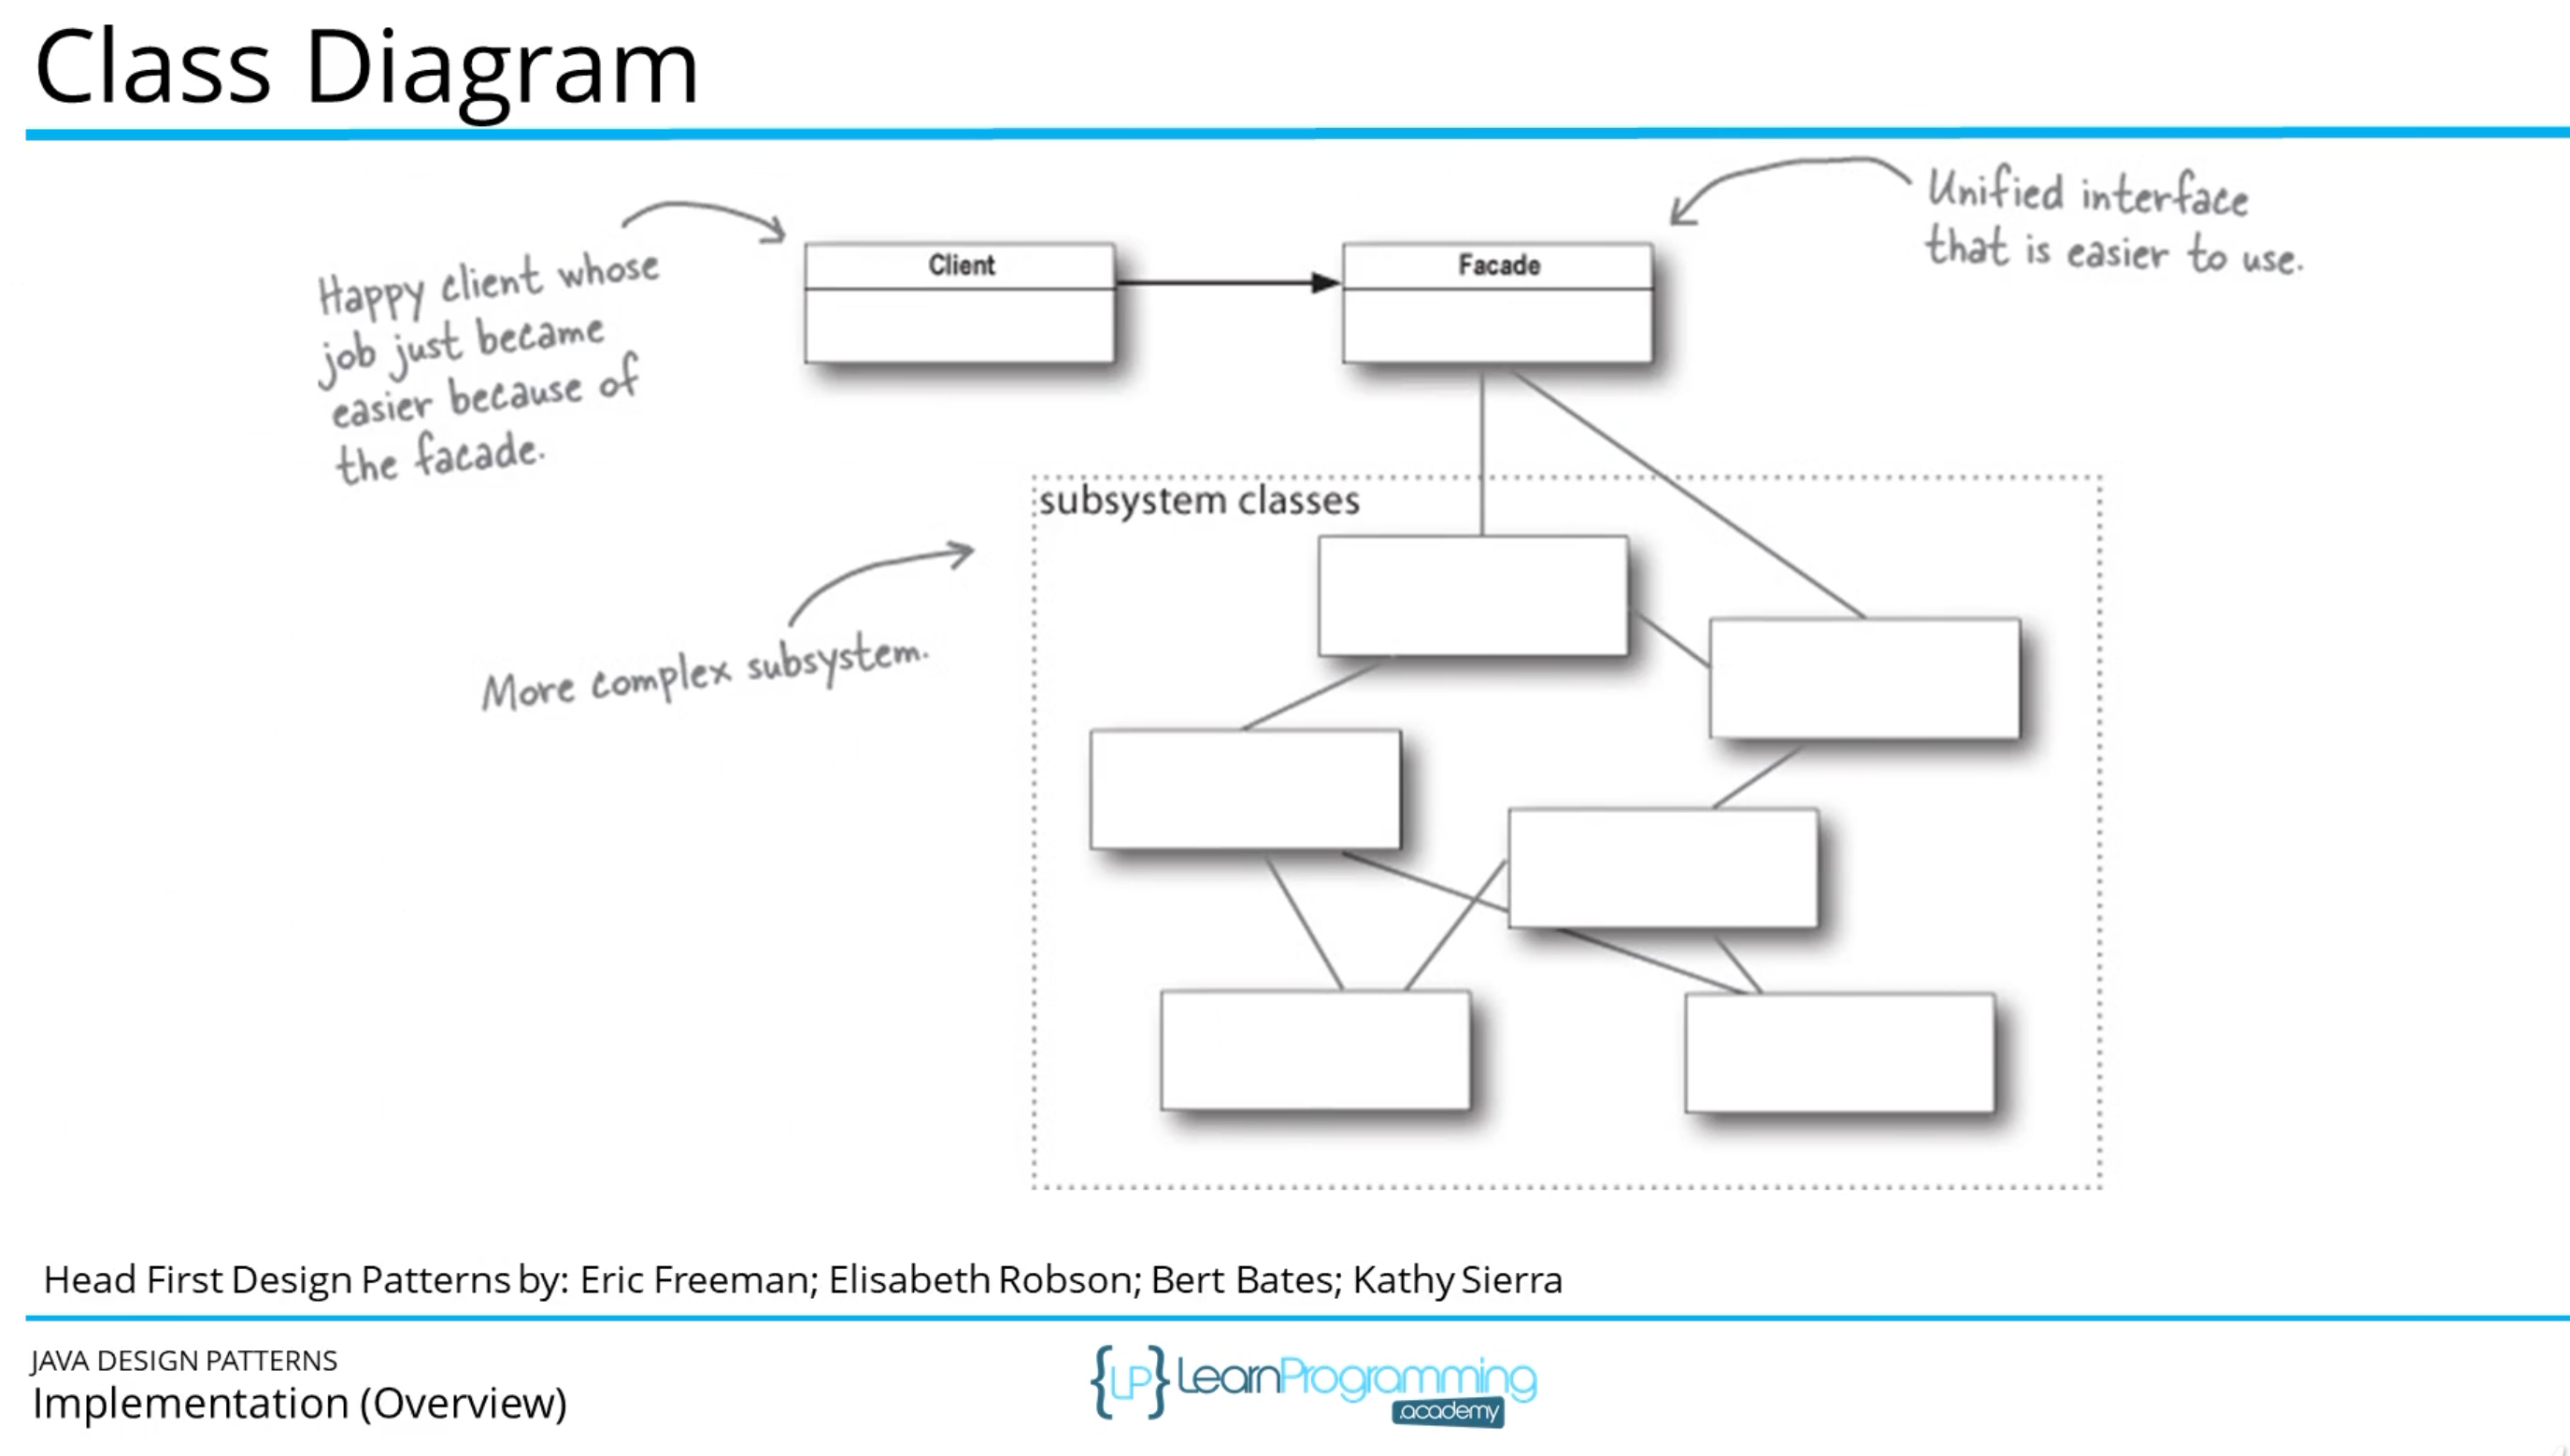 Class Diagram
Happy client whose
job just became
easier because of
the facade.
Client
Facade
Unified interface
that is easier to use.
subsystem classes
More complex subsystem.
Head First Design Patterns by: Eric Freeman; Elisabeth Robson; Bert Bates; Kathy Sierra
JAVA DESIGN PATTERNS
Implementation (Overview)
{LP} LearnProgramming
.academy